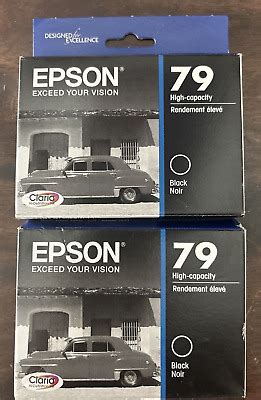 DESIGNED for
EXCELLENCE
EPSON®
EXCEED YOUR VISION
79
High-capacity
Rendement élevé
Black
Noir
Claria
EPSON®
EXCEED YOUR VISION
79
High-capacity
Rendement élevé
Black
Noir
Claria